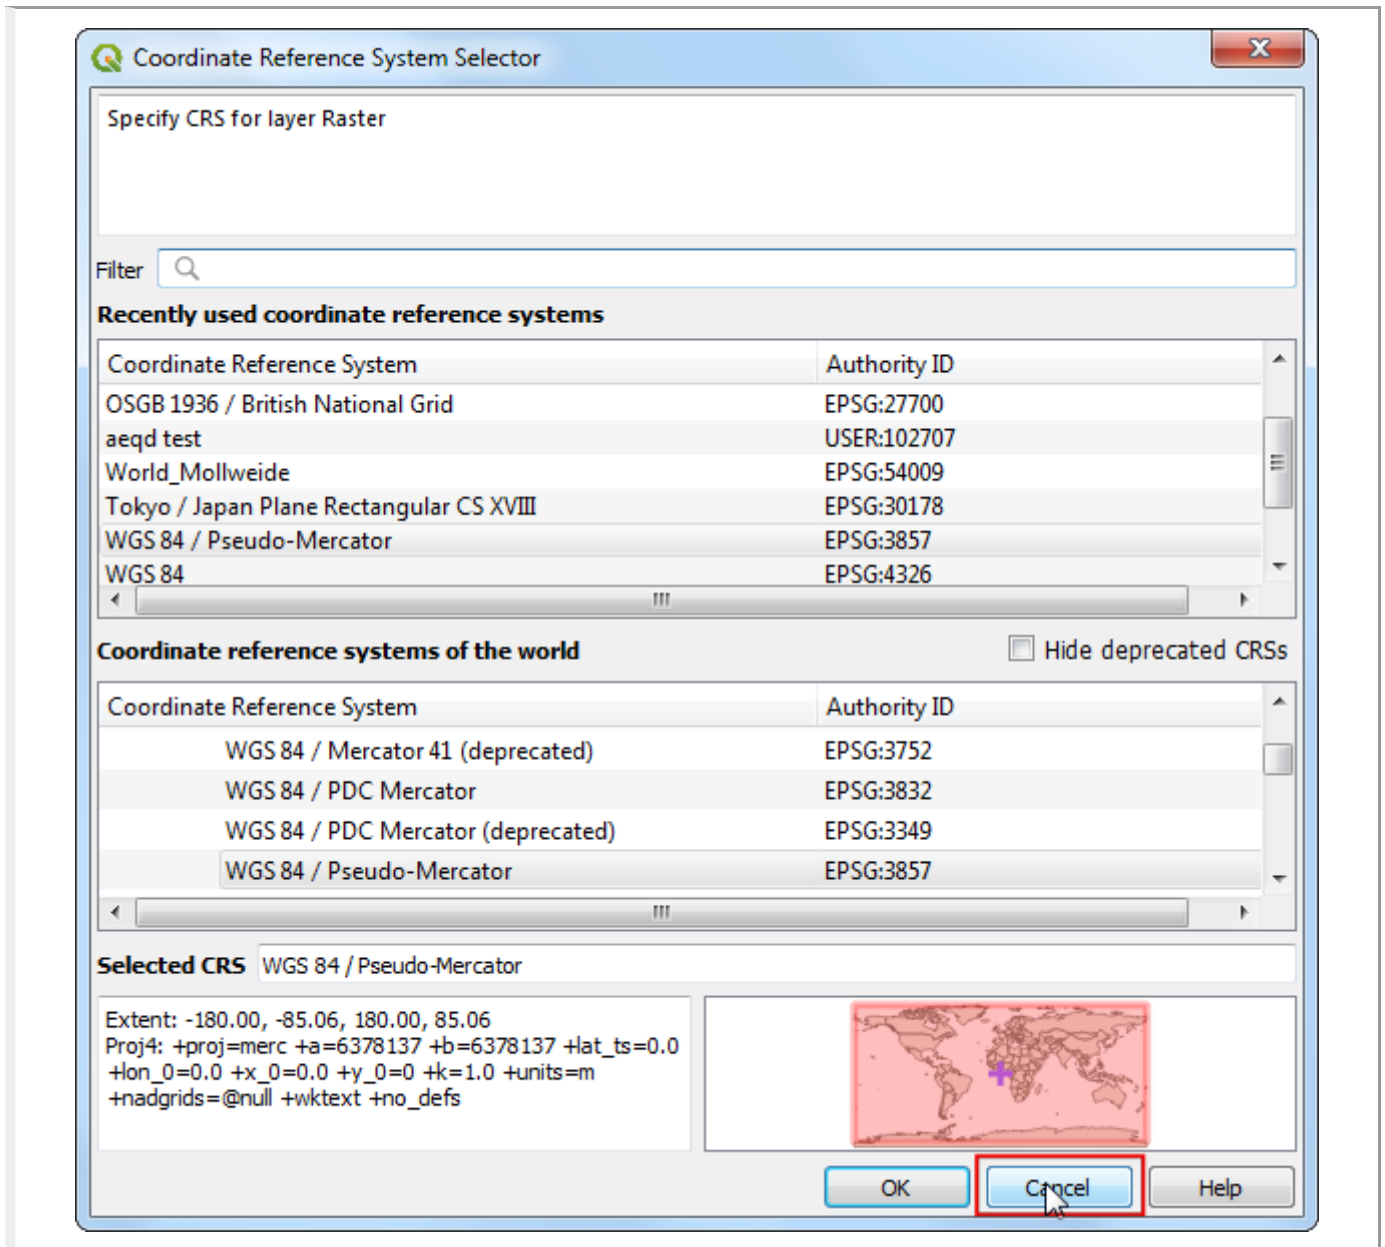 Coordinate Reference System Selector
Specify CRS for layer Raster
Filter
Recently used coordinate reference systems
Coordinate Reference System Authority ID
OSGB 1936 / British National Grid EPSG:27700
aeqd test USER:102707
World_Mollweide EPSG:54009
Tokyo / Japan Plane Rectangular CS XVIII EPSG:30178
WGS 84 / Pseudo-Mercator EPSG:3857
WGS 84 EPSG:4326
Coordinate reference systems of the world Hide deprecated CRSs
Coordinate Reference System Authority ID
WGS 84 / Mercator 41 (deprecated) EPSG:3752
WGS 84 / PDC Mercator EPSG:3832
WGS 84 / PDC Mercator (deprecated) EPSG:3349
WGS 84 / Pseudo-Mercator EPSG:3857
Selected CRS WGS 84 / Pseudo-Mercator
Extent: -180.00, -85.06, 180.00, 85.06
Proj4: +proj=merc +a=6378137 +b=6378137 +lat_ts=0.0
+lon_0=0.0 +x_0=0.0 +y_0=0 +k=1.0 +units=m
+nadgrids=@null +wktext +no_defs
OK Cancel Help